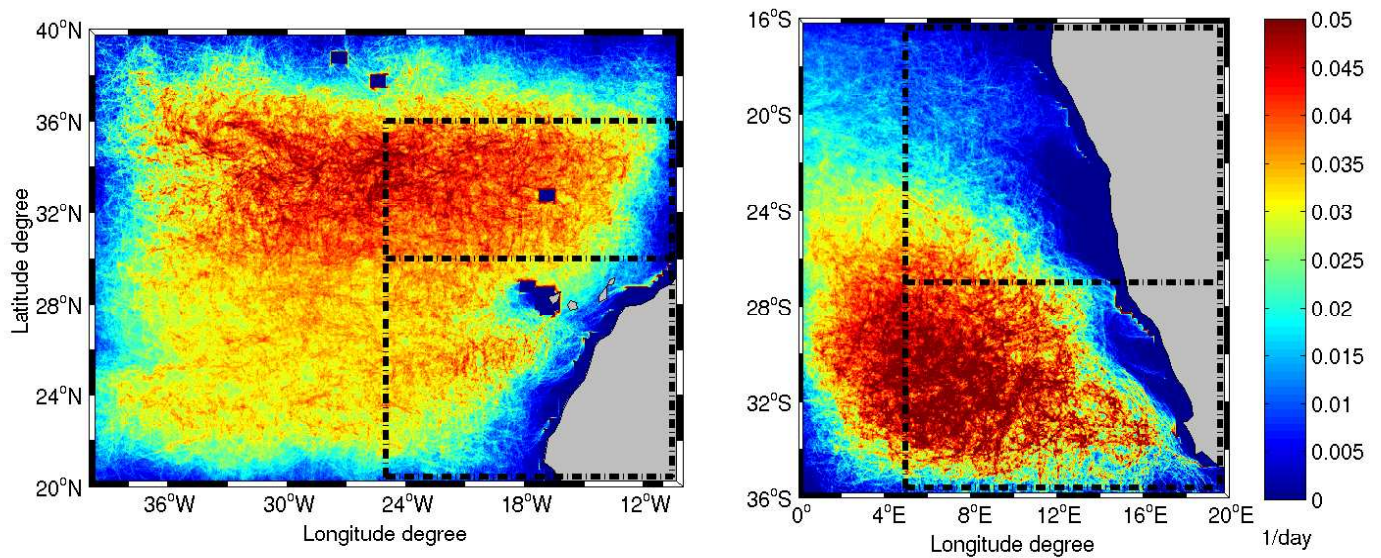 40°N
36°N
32°N
28°N
24°N
20°N
Latitude degree
36°W
30°W
24°W
18°W
12°W
Longitude degree
16°S
20°S
24°S
28°S
32°S
36°S
0°
4°E
8°E
12°E
16°E
20°E
Longitude degree
0.05
0.045
0.04
0.035
0.03
0.025
0.02
0.015
0.01
0.005
0
1/day